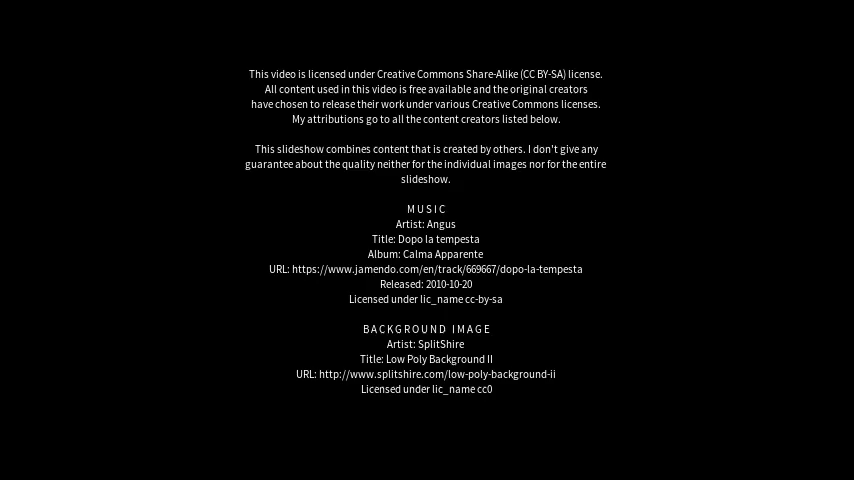 This video is licensed under Creative Commons Share-Alike (CC BY-SA) license.
All content used in this video is free available and the original creators
have chosen to release their work under various Creative Commons licenses.
My attributions go to all the content creators listed below.
This slideshow combines content that is created by others. I don't give any
guarantee about the quality neither for the individual images nor for the entire
slideshow.
MUSIC
Artist: Angus
Title: Dopo la tempesta
Album: Calma Apparente
URL: https://www.jamendo.com/en/track/669667/dopo-la-tempesta
Released: 2010-10-20
Licensed under lic_name cc-by-sa
BACKGROUND IMAGE
Artist: SplitShire
Title: Low Poly Background II
URL: http://www.splitshire.com/low-poly-background-ii
Licensed under lic_name cc0